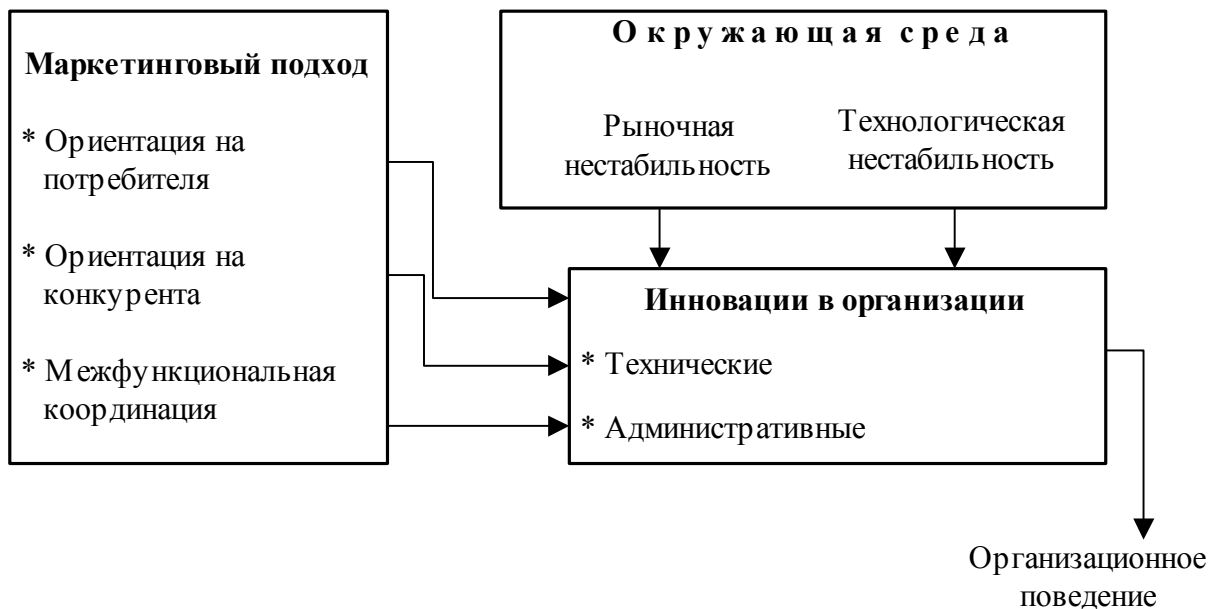 Маркетинговый подход
* Ориентация на
потребителя
* Ориентация на
конкурента
* Межфункциональная
координация
Окружающая среда
Рыночная
нестабильность
Технологическая
нестабильность
Инновации в организации
* Технические
* Административные
Организационное
поведение